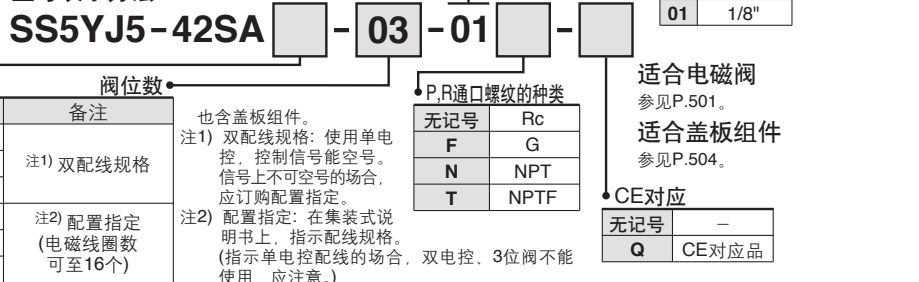 SS5YJ5-42SA - 03 - 01 -
01 1/8"
阀位数
备注
注1) 双配线规格
注2) 配置指定
(电磁线圈数
可至16个)
也含盖板组件。
注1) 双配线规格: 使用单电
控，控制信号能空号。
信号上不可空号的场合，
应订购配置指定。
注2) 配置指定: 在集装式说
明书上，指示配线规格。
(指示单电控配线的场合，双电控、3位阀不能
使用，应注意。)
P,R通口螺纹的种类
无记号 Rc
F G
N NPT
T NPTF
适合电磁阀
参见P.501。
适合盖板组件
参见P.504。
CE对应
无记号 –
Q CE对应品